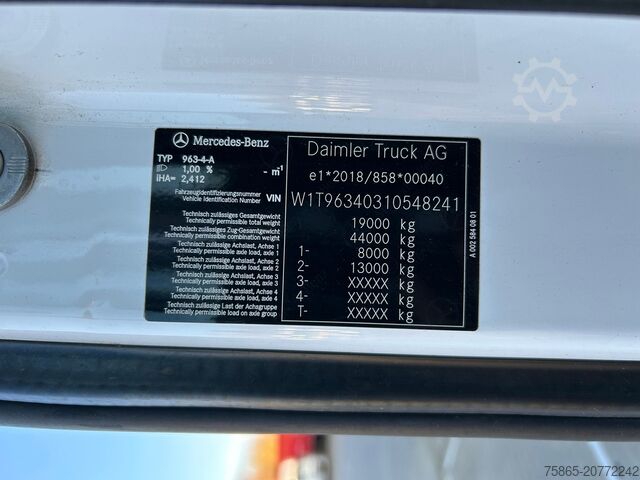 Mercedes-Benz
TYP 963-4-A
1,00 % - m¹
iHA= 2,412
Fahrzeugidentifizierungsnummer
Vehicle Identification Number VIN
Technisch zulässiges Gesamtgewicht
Technically permissible total weight
Technisch zulässiges Zug-Gesamtgewicht
Technically permissible combination weight
Technisch zulässige Achslast, Achse 1
Technically permissible axle load, axle 1
Technisch zulässige Achslast, Achse 2
Technically permissible axle load, axle 2
Technisch zulässige Achslast, Achse 3
Technically permissible axle load, axle 3
Technisch zulässige Achslast, Achse 4
Technically permissible axle load, axle 4
Technisch zulässige Last der Achsgruppe
Technically permissible load on axle group
Daimler Truck AG
e1*2018/858*00040
W1T96340310548241
19000 kg
44000 kg
1- 8000 kg
2- 13000 kg
3- XXXXX kg
4- XXXXX kg
T- XXXXX kg
A 002 584 08 01
75865-20772242